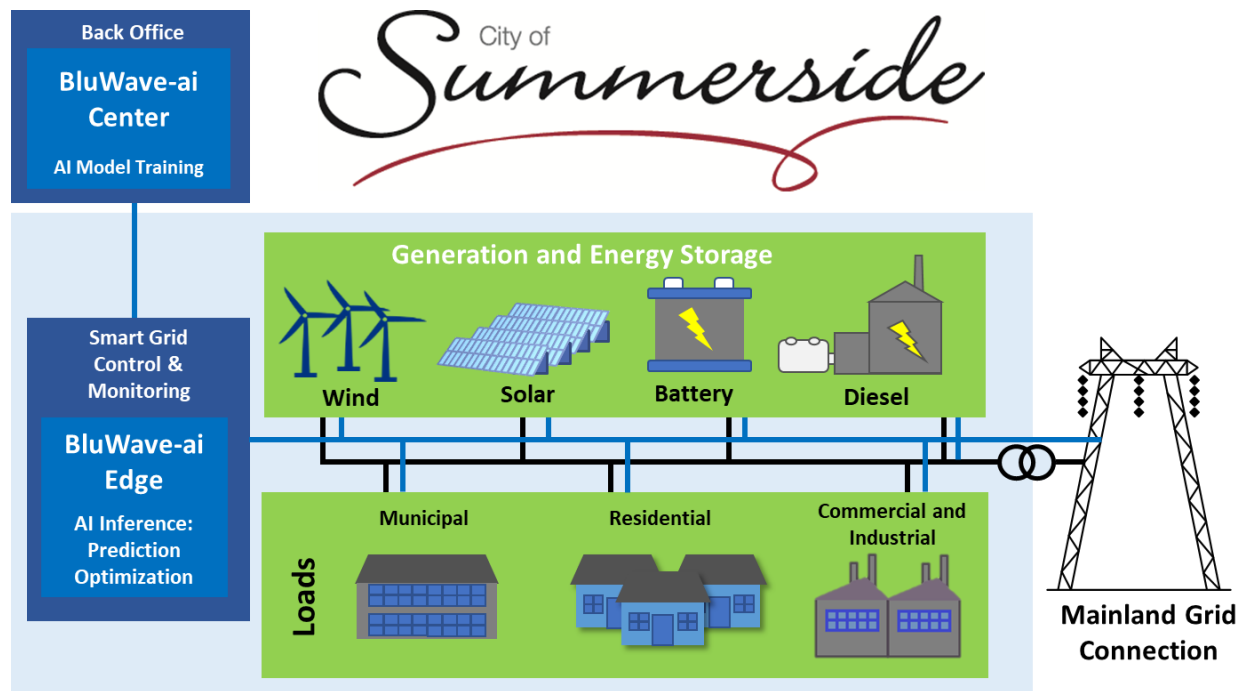 Back Office
BluWave-ai
Center
AI Model Training
City of
Summerside
Generation and Energy Storage
Wind
Solar
Battery
Diesel
Smart Grid
Control &
Monitoring
BluWave-ai
Edge
AI Inference:
Prediction
Optimization
Loads
Municipal
Residential
Commercial and
Industrial
Mainland Grid
Connection